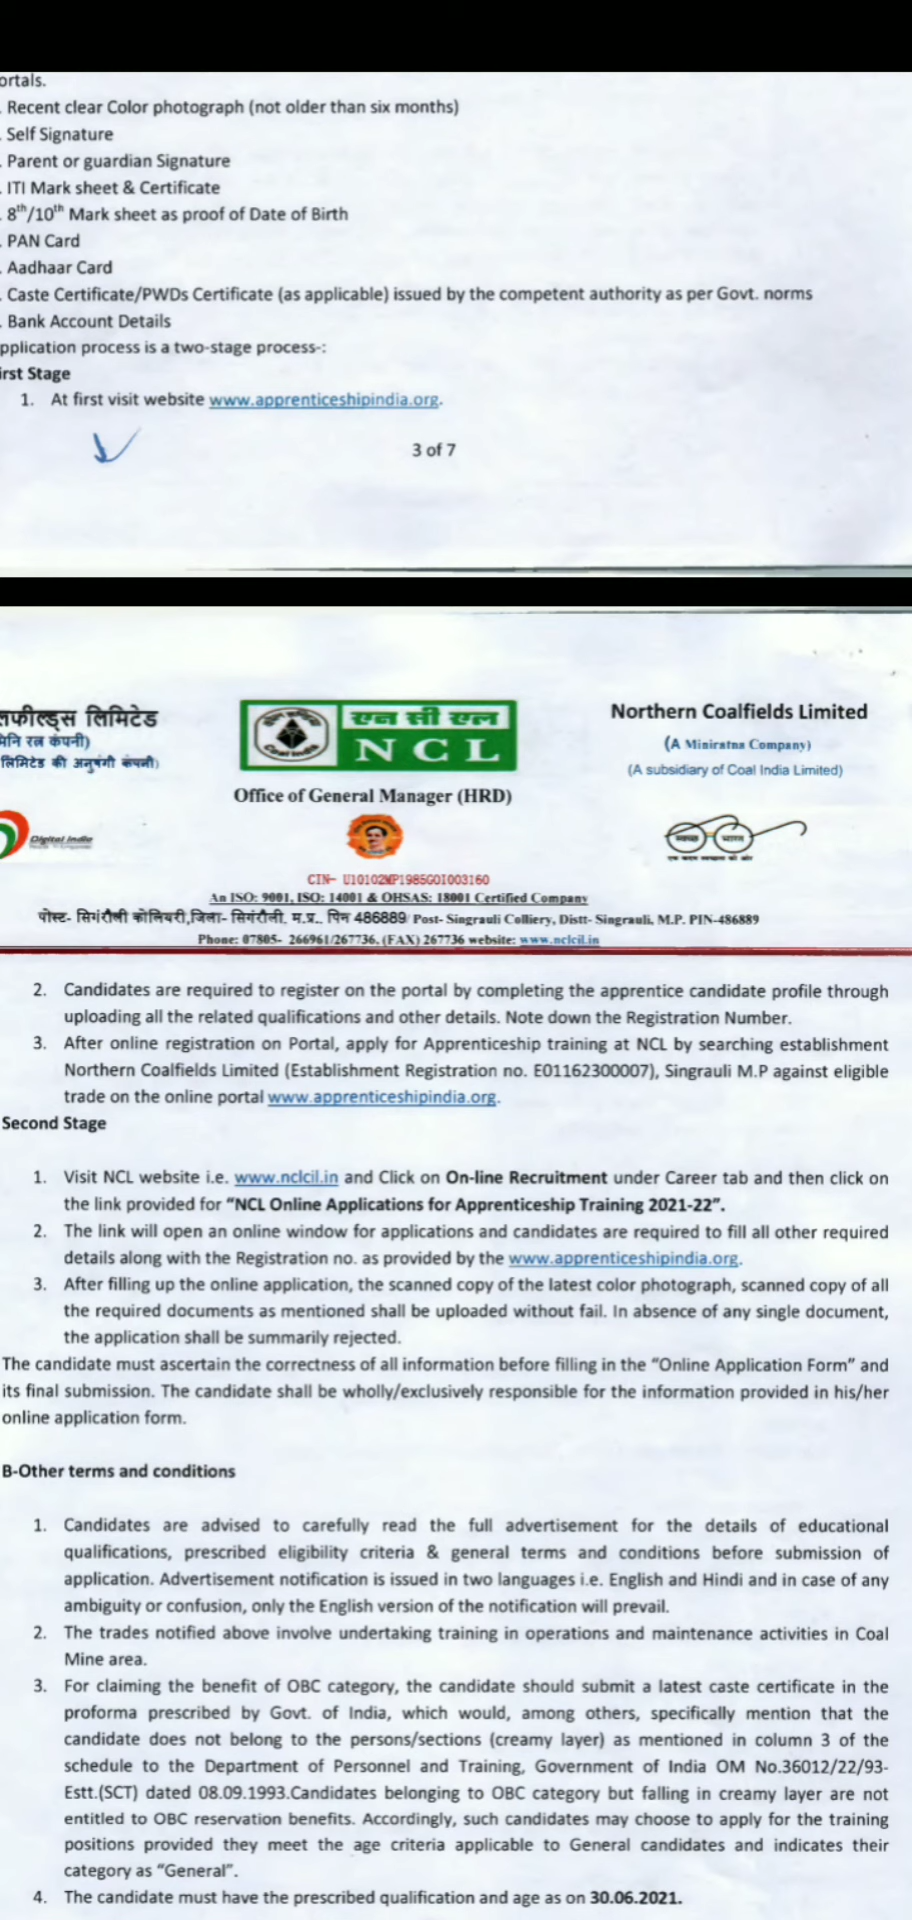 ortals.
. Recent clear Color photograph (not older than six months)
. Self Signature
. Parent or guardian Signature
. ITI Mark sheet & Certificate
. 8th/10th Mark sheet as proof of Date of Birth
. PAN Card
. Aadhaar Card
. Caste Certificate/PWDs Certificate (as applicable) issued by the competent authority as per Govt. norms
. Bank Account Details
pplication process is a two-stage process-:
irst Stage
1. At first visit website www.apprenticeshipindia.org.
3 of 7
लफील्ड्स लिमिटेड
मिनि रत्न कंपनी)
लिमिटेड की अनुषंगी कंपनी)
एन सी एल
NCL
Coal India
Northern Coalfields Limited
(A Miniratna Company)
(A subsidiary of Coal India Limited)
Office of General Manager (HRD)
Digital India
स्वच्छ भारत
एक कदम स्वच्छता की ओर
CIN- U10102MP1985GOI003160
An ISO: 9001, ISO: 14001 & OHSAS: 18001 Certified Company
पोस्ट- सिगंरौली कोलियरी,जिला- सिगंरौली, म.प्र., पिन 486889/ Post- Singrauli Colliery, Distt- Singrauli, M.P. PIN-486889
Phone: 07805- 266961/267736, (FAX) 267736 website: www.nclcil.in
2. Candidates are required to register on the portal by completing the apprentice candidate profile through
uploading all the related qualifications and other details. Note down the Registration Number.
3. After online registration on Portal, apply for Apprenticeship training at NCL by searching establishment
Northern Coalfields Limited (Establishment Registration no. E01162300007), Singrauli M.P against eligible
trade on the online portal www.apprenticeshipindia.org.
Second Stage
1. Visit NCL website i.e. www.nclcil.in and Click on On-line Recruitment under Career tab and then click on
the link provided for "NCL Online Applications for Apprenticeship Training 2021-22".
2. The link will open an online window for applications and candidates are required to fill all other required
details along with the Registration no. as provided by the www.apprenticeshipindia.org.
3. After filling up the online application, the scanned copy of the latest color photograph, scanned copy of all
the required documents as mentioned shall be uploaded without fail. In absence of any single document,
the application shall be summarily rejected.
The candidate must ascertain the correctness of all information before filling in the "Online Application Form" and
its final submission. The candidate shall be wholly/exclusively responsible for the information provided in his/her
online application form.
B-Other terms and conditions
1. Candidates are advised to carefully read the full advertisement for the details of educational
qualifications, prescribed eligibility criteria & general terms and conditions before submission of
application. Advertisement notification is issued in two languages i.e. English and Hindi and in case of any
ambiguity or confusion, only the English version of the notification will prevail.
2. The trades notified above involve undertaking training in operations and maintenance activities in Coal
Mine area.
3. For claiming the benefit of OBC category, the candidate should submit a latest caste certificate in the
proforma prescribed by Govt. of India, which would, among others, specifically mention that the
candidate does not belong to the persons/sections (creamy layer) as mentioned in column 3 of the
schedule to the Department of Personnel and Training, Government of India OM No.36012/22/93-
Estt.(SCT) dated 08.09.1993.Candidates belonging to OBC category but falling in creamy layer are not
entitled to OBC reservation benefits. Accordingly, such candidates may choose to apply for the training
positions provided they meet the age criteria applicable to General candidates and indicates their
category as "General".
4. The candidate must have the prescribed qualification and age as on 30.06.2021.